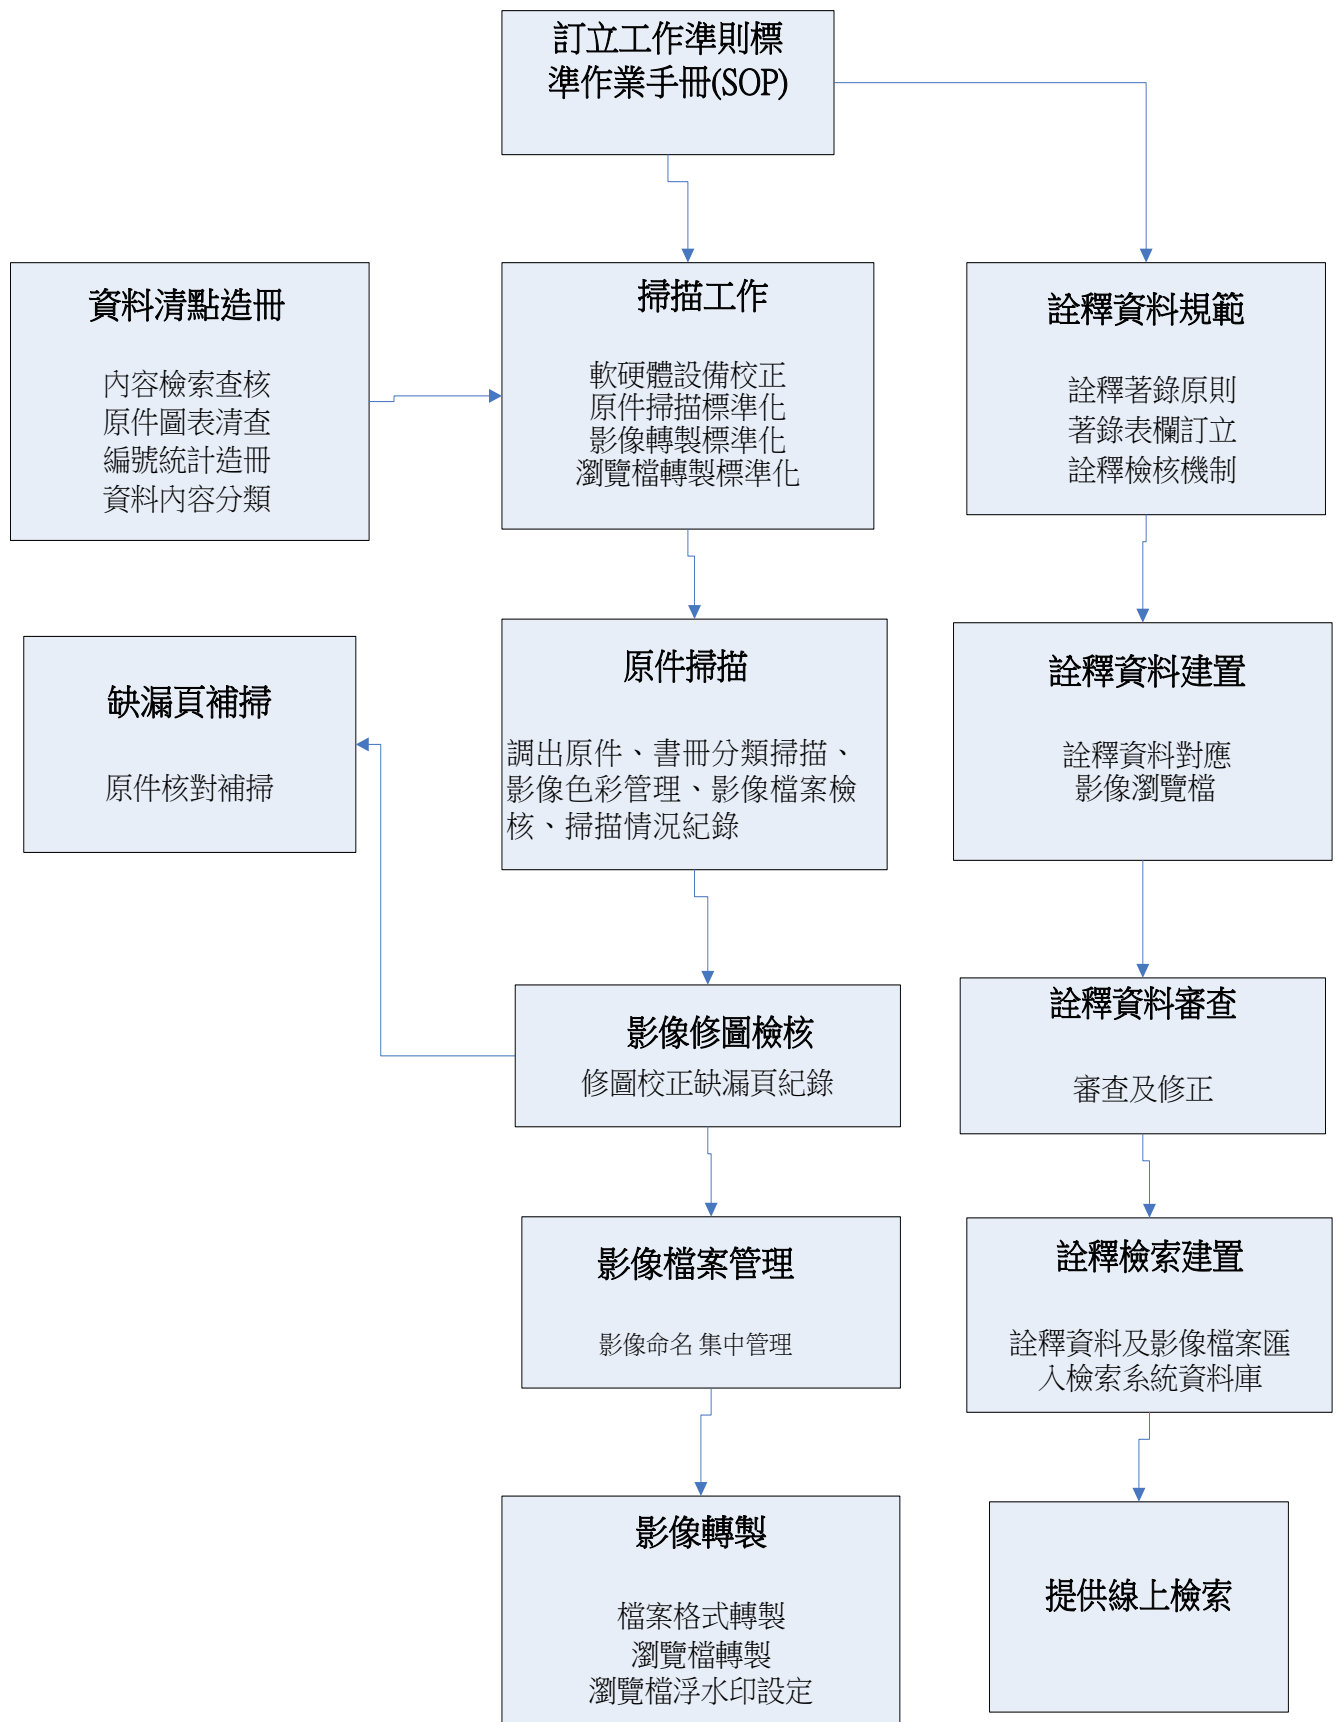 訂立工作準則標
準作業手冊(SOP)
資料清點造冊
內容檢索查核
原件圖表清查
編號統計造冊
資料內容分類
掃描工作
軟硬體設備校正
原件掃描標準化
影像轉製標準化
瀏覽檔轉製標準化
詮釋資料規範
詮釋著錄原則
著錄表欄訂立
詮釋檢核機制
缺漏頁補掃
原件核對補掃
原件掃描
調出原件、書冊分類掃描、
影像色彩管理、影像檔案檢
核、掃描情況紀錄
詮釋資料建置
詮釋資料對應
影像瀏覽檔
影像修圖檢核
修圖校正缺漏頁紀錄
詮釋資料審查
審查及修正
影像檔案管理
影像命名 集中管理
詮釋檢索建置
詮釋資料及影像檔案匯
入檢索系統資料庫
影像轉製
檔案格式轉製
瀏覽檔轉製
瀏覽檔浮水印設定
提供線上檢索